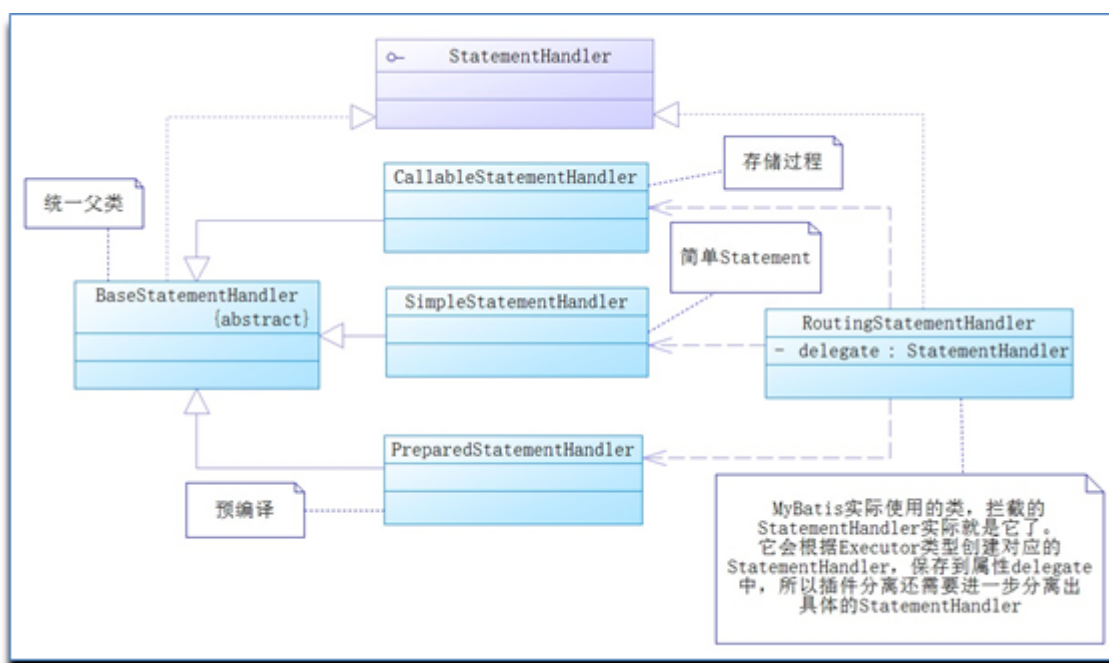 StatementHandler
CallableStatementHandler
存储过程
统一父类
简单Statement
BaseStatementHandler
{abstract}
SimpleStatementHandler
RoutingStatementHandler
- delegate : StatementHandler
PreparedStatementHandler
预编译
MyBatis实际使用的类，拦截的
StatementHandler实际就是它了。
它会根据Executor类型创建对应的
StatementHandler，保存到属性delegate
中，所以插件分离还需要进一步分离出
具体的StatementHandler